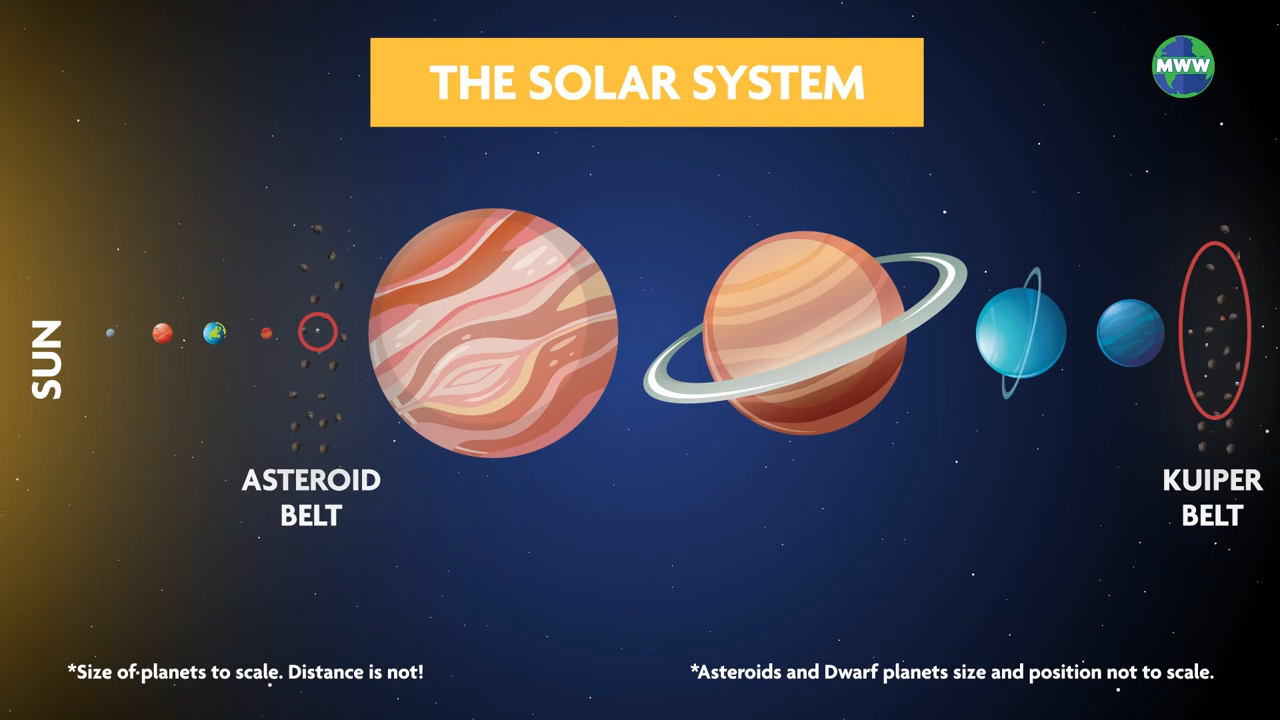 THE SOLAR SYSTEM
MWW
SUN
ASTEROID
BELT
KUIPER
BELT
*Size of planets to scale. Distance is not!
*Asteroids and Dwarf planets size and position not to scale.